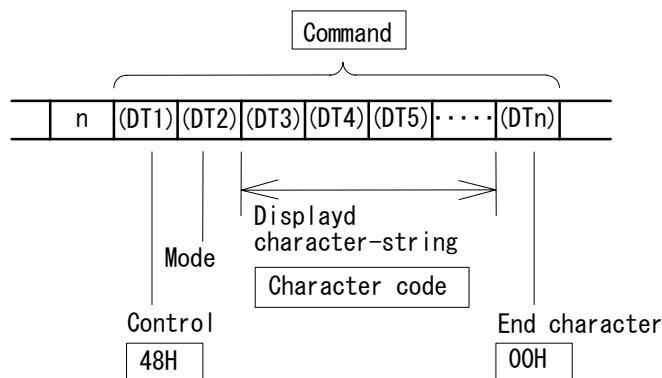 Command
n (DT1) (DT2) (DT3) (DT4) (DT5) ····· (DTn)
Displayd
character-string
Mode
Character code
Control
End character
48H
00H